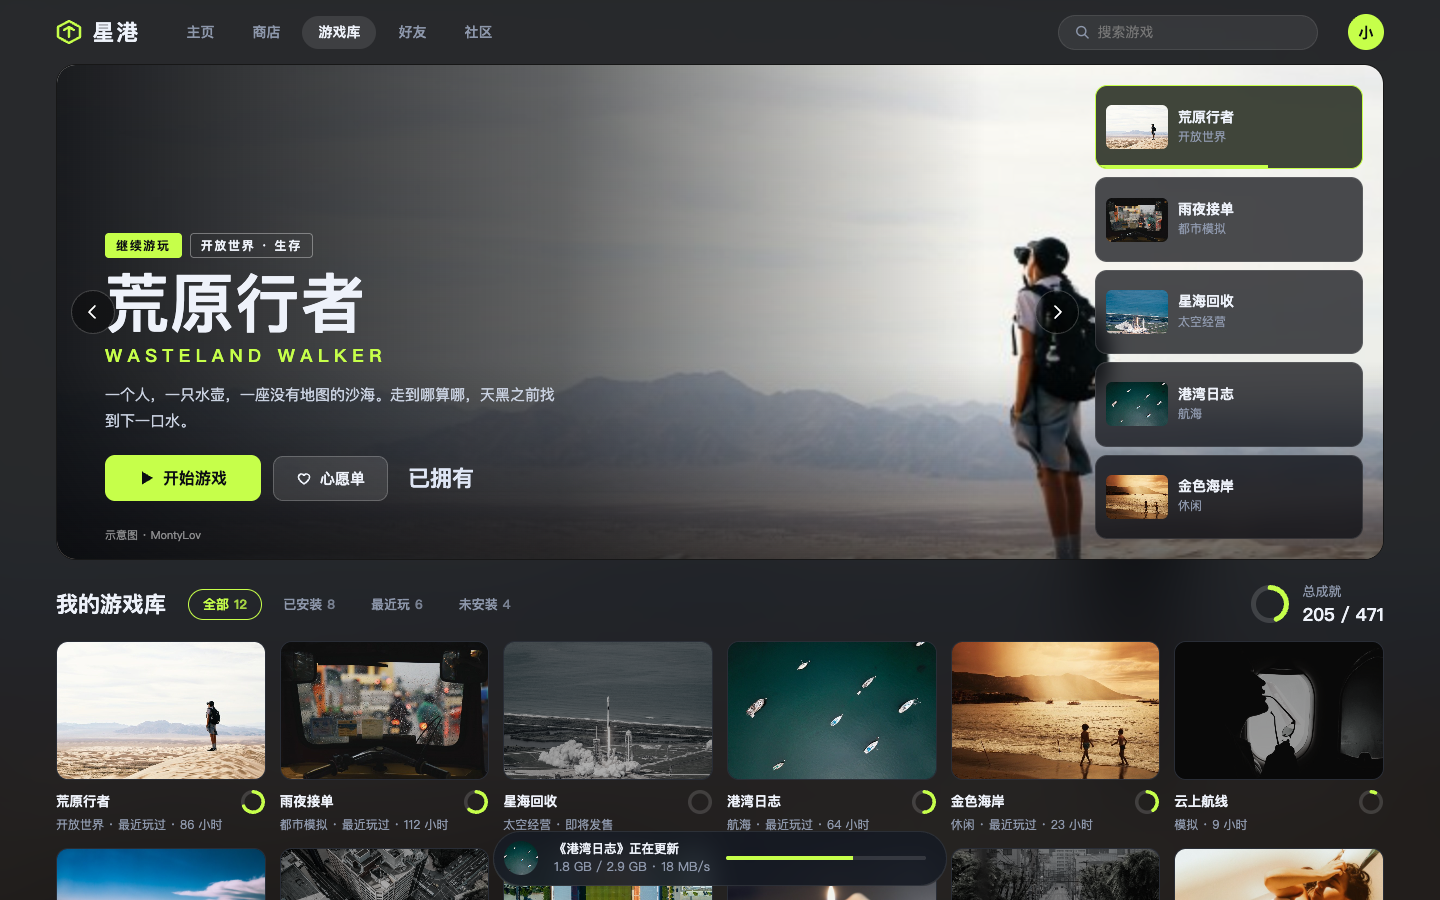 星港
主页
商店
游戏库
好友
社区
搜索游戏
小
继续游玩
开放世界 · 生存
荒原行者
WASTELAND WALKER
一个人，一只水壶，一座没有地图的沙海。走到哪算哪，天黑之前找
到下一口水。
开始游戏
心愿单
已拥有
示意图 · MontyLov
荒原行者
开放世界
雨夜接单
都市模拟
星海回收
太空经营
港湾日志
航海
金色海岸
休闲
我的游戏库
全部 12
已安装 8
最近玩 6
未安装 4
总成就
205 / 471
荒原行者
开放世界 · 最近玩过 · 86 小时
雨夜接单
都市模拟 · 最近玩过 · 112 小时
星海回收
太空经营 · 即将发售
港湾日志
航海 · 最近玩过 · 64 小时
金色海岸
休闲 · 最近玩过 · 23 小时
云上航线
模拟 · 9 小时
《港湾日志》正在更新
1.8 GB / 2.9 GB · 18 MB/s